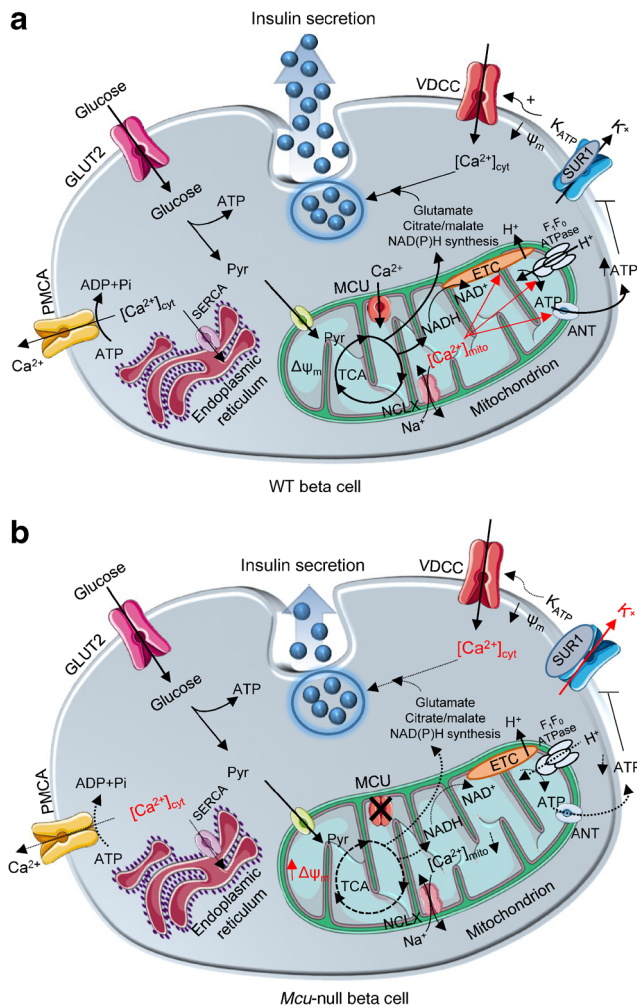 a
Insulin secretion
Glucose
GLUT2
VDCC
+
K_ATP
Ψm
K+
SUR1
[Ca2+]cyt
Glucose
ATP
Pyr
Glutamate
Citrate/malate
NAD(P)H synthesis
H+
F1F0
ATPase
H+
ATP
PMCA
ADP+Pi
[Ca2+]cyt
SERCA
Ca2+
ATP
Endoplasmic
reticulum
MCU
Ca2+
ETC
NAD+
NADH
ATP
ANT
Pyr
ΔΨm
TCA
[Ca2+]mito
NCLX
Na+
Mitochondrion
WT beta cell
b
Insulin secretion
Glucose
GLUT2
VDCC
K_ATP
Ψm
K+
SUR1
[Ca2+]cyt
Glucose
ATP
Pyr
Glutamate
Citrate/malate
NAD(P)H synthesis
H+
F1F0
ATPase
H+
ATP
PMCA
ADP+Pi
[Ca2+]cyt
SERCA
Ca2+
ATP
Endoplasmic
reticulum
MCU
ETC
NAD+
NADH
ATP
ANT
Pyr
ΔΨm
TCA
[Ca2+]mito
NCLX
Na+
Mitochondrion
Mcu-null beta cell